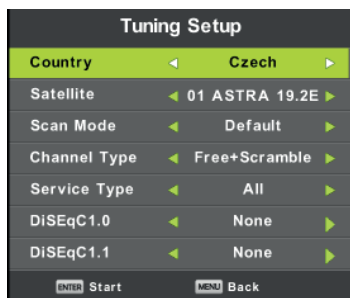 Tuning Setup
Country Czech
Satellite 01 ASTRA 19.2E
Scan Mode Default
Channel Type Free+Scramble
Service Type All
DiSEqC1.0 None
DiSEqC1.1 None
ENTER Start MENU Back